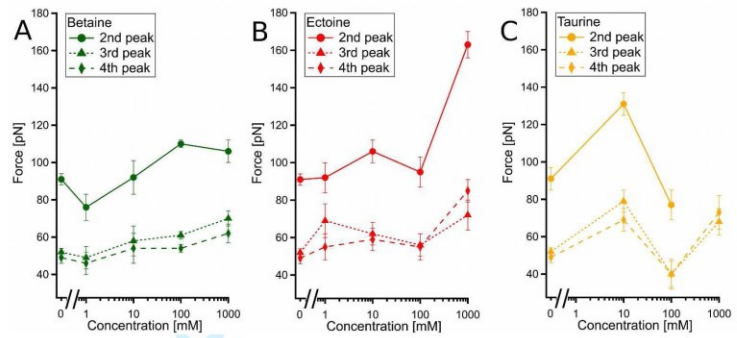 A
Betaine
2nd peak
3rd peak
4th peak
Force [pN]
180
160
140
120
100
80
60
40
0 1 10 100 1000
Concentration [mM]
B
Ectoine
2nd peak
3rd peak
4th peak
Force [pN]
180
160
140
120
100
80
60
40
0 1 10 100 1000
Concentration [mM]
C
Taurine
2nd peak
3rd peak
4th peak
Force [pN]
180
160
140
120
100
80
60
40
0 1 10 100 1000
Concentration [mM]